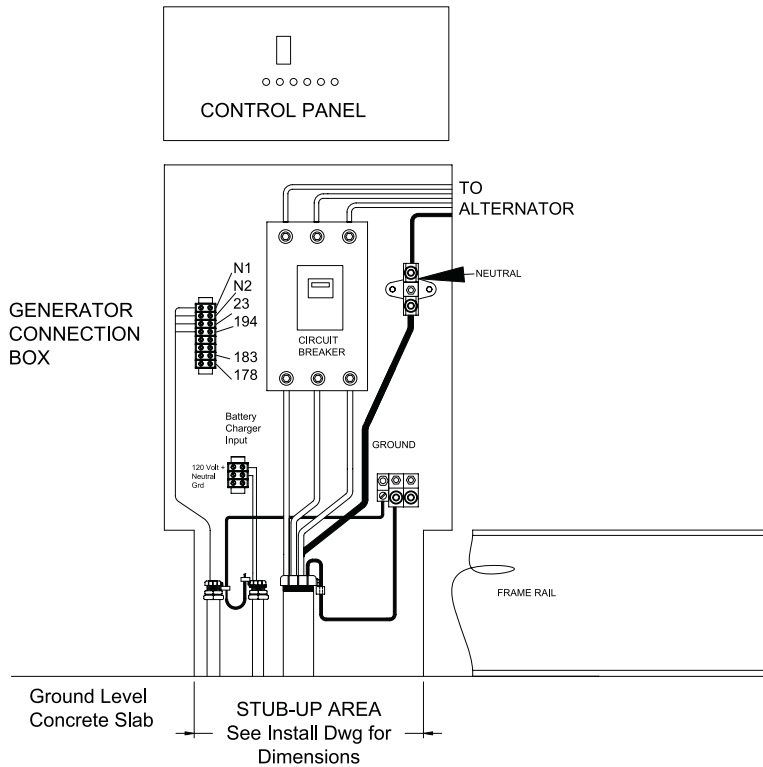 CONTROL PANEL
TO
ALTERNATOR
NEUTRAL
N1
N2
23
194
183
178
GENERATOR
CONNECTION
BOX
CIRCUIT
BREAKER
Battery
Charger
Input
120 Volt +
Neutral
Grd
GROUND
FRAME RAIL
Ground Level
Concrete Slab
STUB-UP AREA
See Install Dwg for
Dimensions